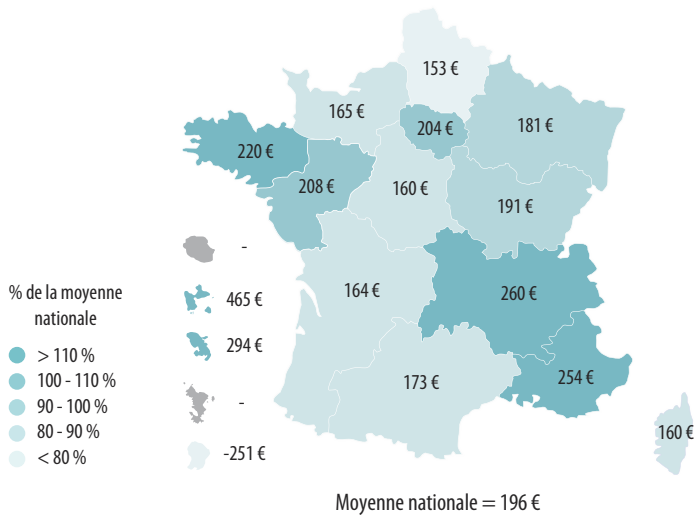 153 €
165 €
204 €
181 €
220 €
208 €
160 €
191 €
-
465 €
294 €
-
-251 €
164 €
260 €
173 €
254 €
160 €
% de la moyenne
nationale
> 110 %
100 - 110 %
90 - 100 %
80 - 90 %
< 80 %
Moyenne nationale = 196 €